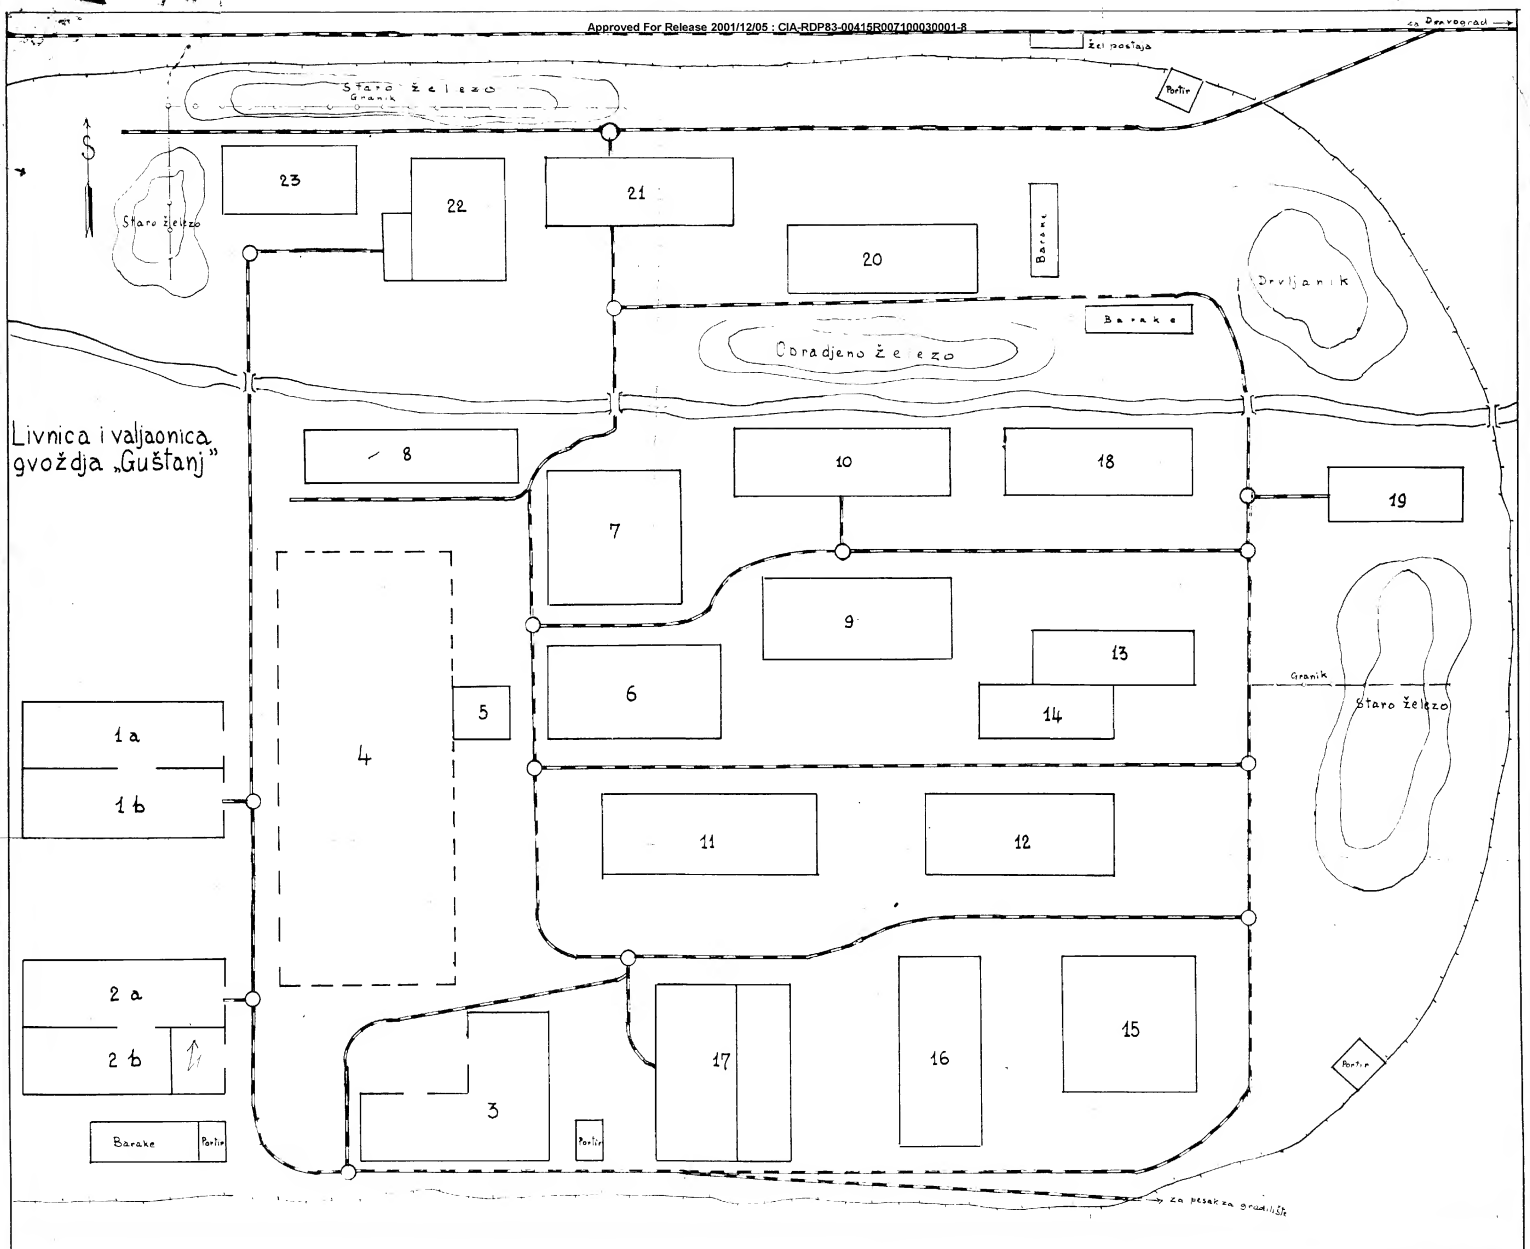 Approved For Release 2001/12/05 : CIA-RDP83-00415R007100030001-8
za Dravograd
žel postaja
Portir
Staro železo
Granik
S
23
22
21
Staro železo
Barake
20
Drvljanik
Barake
Obradjeno železo
Livnica i valjaonica
gvoždja „Guštanj”
8
10
18
19
7
9
13
Granik
6
Staro železo
5
14
1 a
4
1 b
11
12
2 a
15
2 b
17
16
Portir
3
Barake
Portir
Portir
za pesak za gradilište